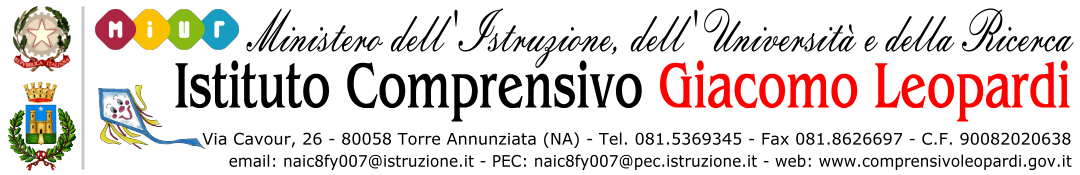 miur Ministero dell'Istruzione, dell'Università e della Ricerca
Istituto Comprensivo Giacomo Leopardi
Via Cavour, 26 - 80058 Torre Annunziata (NA) - Tel. 081.5369345 - Fax 081.8626697 - C.F. 90082020638
email: naic8fy007@istruzione.it - PEC: naic8fy007@pec.istruzione.it - web: www.comprensivoleopardi.gov.it